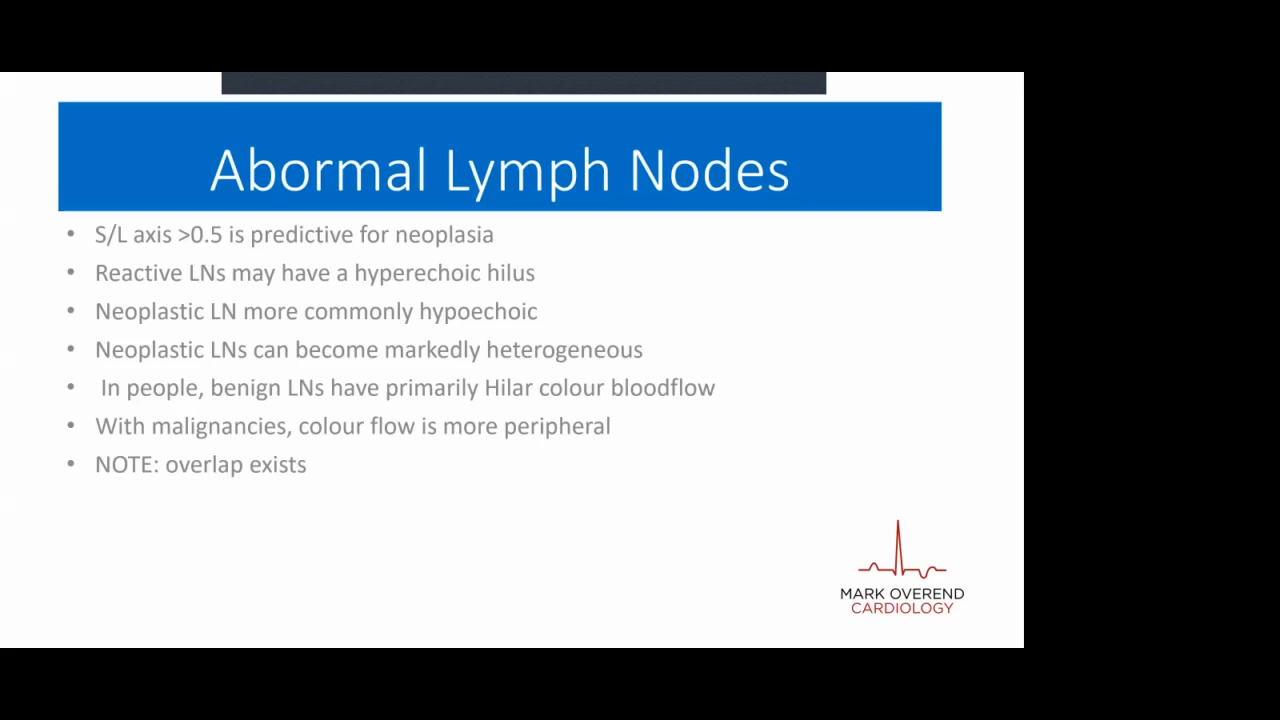 Abormal Lymph Nodes
• S/L axis >0.5 is predictive for neoplasia
• Reactive LNs may have a hyperechoic hilus
• Neoplastic LN more commonly hypoechoic
• Neoplastic LNs can become markedly heterogeneous
• In people, benign LNs have primarily Hilar colour bloodflow
• With malignancies, colour flow is more peripheral
• NOTE: overlap exists
MARK OVEREND
CARDIOLOGY